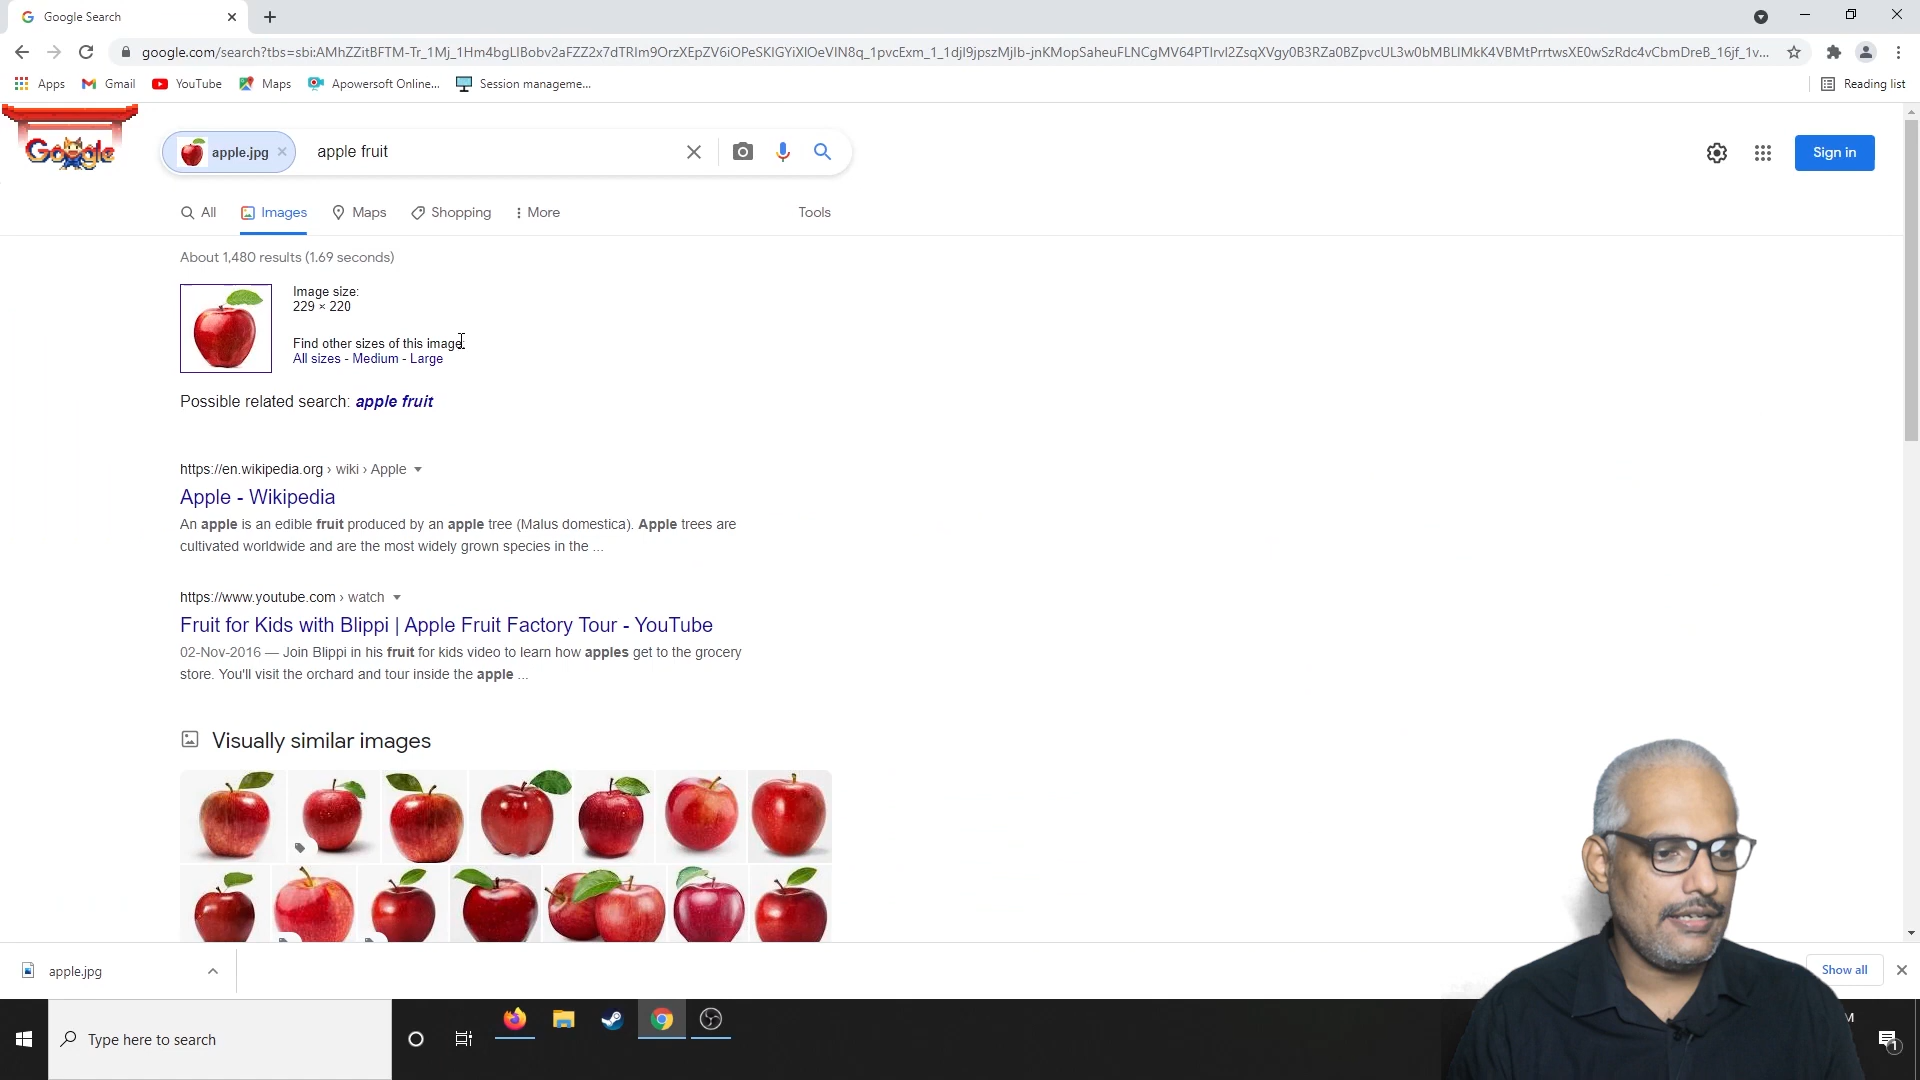 Google Search
google.com/search?tbs=sbi:AMhZZitBFTM-Tr_1Mj_1Hm4bgLIBobv2aFZZ2x7dTRIm9OrzXEpZV6iOPeSKlGYiXlOeVlN8q_1pvcExm_1_1djl9jpszMjIb-jnKMopSaheuFLNCgMV64PTIrvl2ZsqXVgy0B3RZa0BZpvcUL3w0bMBLlMkK4VBMtPrrtwsXE0wSzRdc4vCbmDreB_16jf_1v...
Apps Gmail YouTube Maps Apowersoft Online... Session manageme... Reading list
Google
apple.jpg apple fruit Sign in
All Images Maps Shopping More Tools
About 1,480 results (1.69 seconds)
Image size:
229 × 220
Find other sizes of this image:
All sizes - Medium - Large
Possible related search: apple fruit
https://en.wikipedia.org › wiki › Apple
Apple - Wikipedia
An apple is an edible fruit produced by an apple tree (Malus domestica). Apple trees are
cultivated worldwide and are the most widely grown species in the ...
https://www.youtube.com › watch
Fruit for Kids with Blippi | Apple Fruit Factory Tour - YouTube
02-Nov-2016 — Join Blippi in his fruit for kids video to learn how apples get to the grocery
store. You'll visit the orchard and tour inside the apple ...
Visually similar images
apple.jpg Show all
Type here to search
M
1